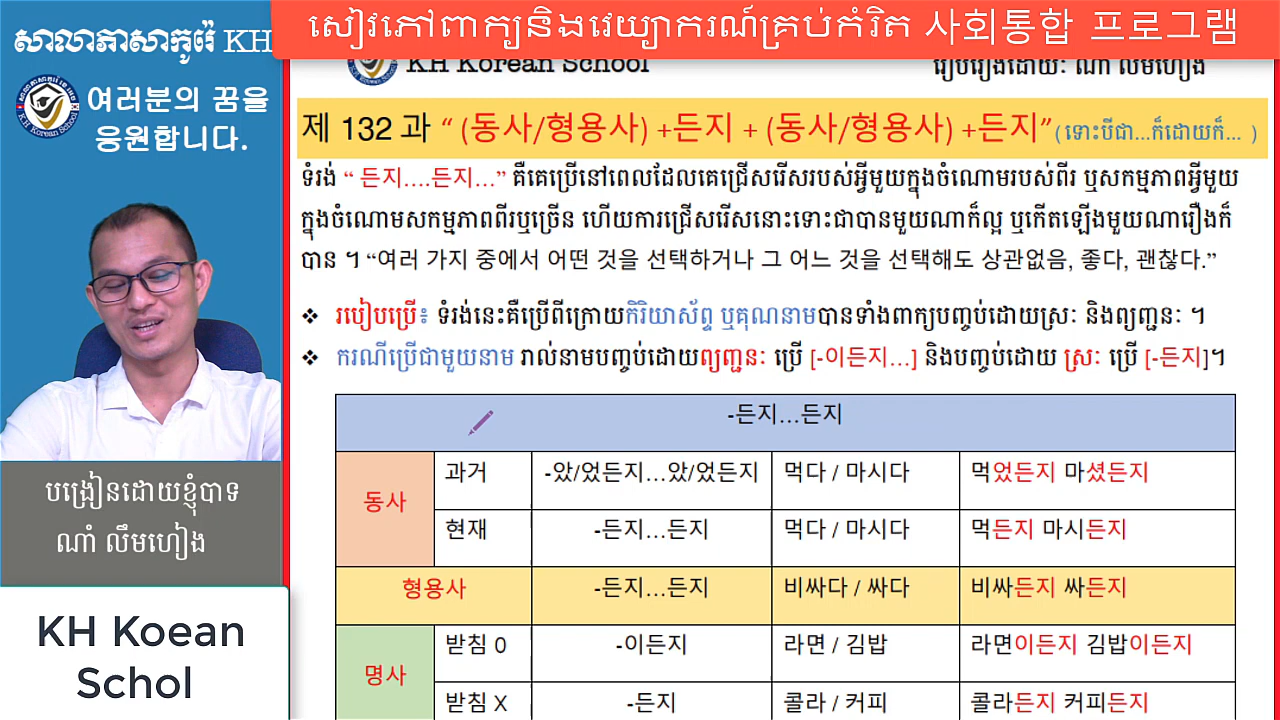 សៀវភៅពាក្យនិងវេយ្យាករណ៍គ្រប់កំរិត 사회통합 프로그램
សាលាភាសាកូរ៉េ KH
여러분의 꿈을
응원합니다.
KH Korean School
រៀបរៀងដោយ: ណាំ លឹមហៀង
제 132 과 “ (동사/형용사) +든지 + (동사/형용사) +든지” ( ទោះបីជា...ក៏ដោយក៏... )
ទំរង់ “ 든지....든지...” គឺគេប្រើនៅពេលដែលគេជ្រើសរើសរបស់អ្វីមួយក្នុងចំណោមរបស់ពីរ ឬសកម្មភាពអ្វីមួយ
ក្នុងចំណោមសកម្មភាពពីរឬច្រើន ហើយការជ្រើសរើសនោះទោះជាបានមួយណាក៏ល្អ ឬកើតឡើងមួយណារឿងក៏
បាន ។ “여러 가지 중에서 어떤 것을 선택하거나 그 어느 것을 선택해도 상관없음, 좋다, 괜찮다.”
❖ របៀបប្រើ៖ ទំរង់នេះគឺប្រើពីក្រោយកិរិយាស័ព្ទ ឬគុណនាមបានទាំងពាក្យបញ្ចប់ដោយស្រៈ និងព្យញ្ជនៈ ។
❖ ករណីប្រើជាមួយនាម រាល់នាមបញ្ចប់ដោយព្យញ្ជនៈ ប្រើ [-이든지...] និងបញ្ចប់ដោយ ស្រៈ ប្រើ [-든지]។
-든지...든지
동사
과거 -았/었든지...았/었든지 먹다 / 마시다 먹었든지 마셨든지
현재 -든지...든지 먹다 / 마시다 먹든지 마시든지
형용사 -든지...든지 비싸다 / 싸다 비싸든지 싸든지
명사
받침 O -이든지 라면 / 김밥 라면이든지 김밥이든지
받침 X -든지 콜라 / 커피 콜라든지 커피든지
បង្រៀនដោយខ្ញុំបាទ
ណាំ លឹមហៀង
KH Koean
Schol